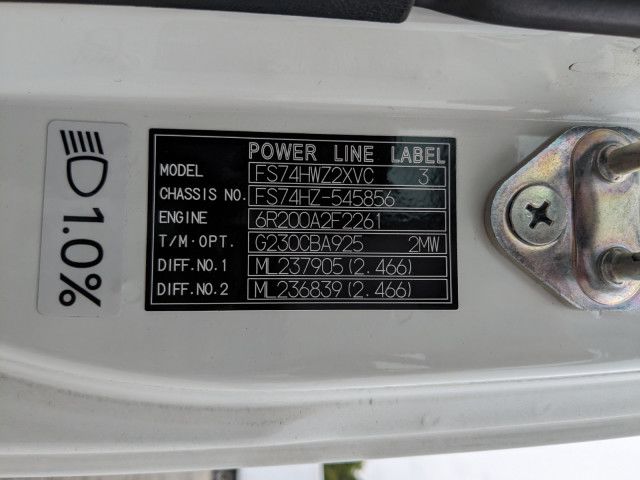 POWER LINE LABEL
MODEL FS74HWZ2XVC 3
CHASSIS NO. FS74HZ-545856
ENGINE 6R200A2F2261
T/M·OPT. G230CBA925 2MW
DIFF.NO.1 ML237905(2.466)
DIFF.NO.2 ML236839(2.466)
1.0%